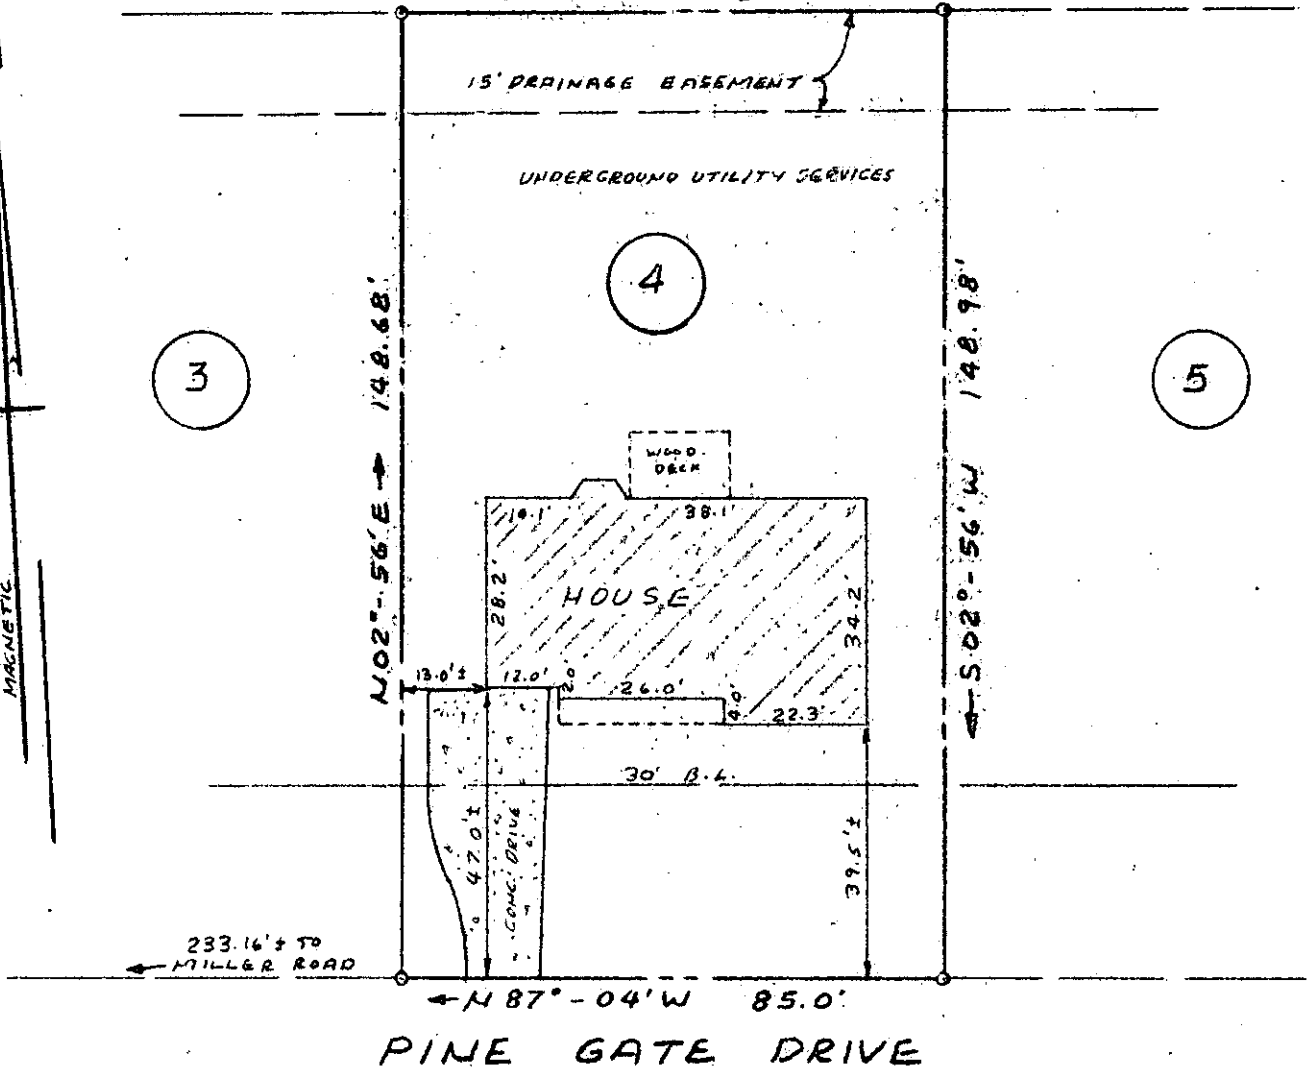 15' DRAINAGE EASEMENT
UNDERGROUND UTILITY SERVICES
4
3
5
148.68'
148.98'
WOOD
DECK
38.1'
N 02°-56' E
S 02°-56' W
28.2'
HOUSE
34.2'
MAGNETIC
13.0'±
12.0'
2.0
26.0'
4.0'
22.3'
30' B.L.
47.0'±
CONC. DRIVE
39.5'±
233.16'± TO
MILLER ROAD
N 87°-04' W 85.0'
PINE GATE DRIVE